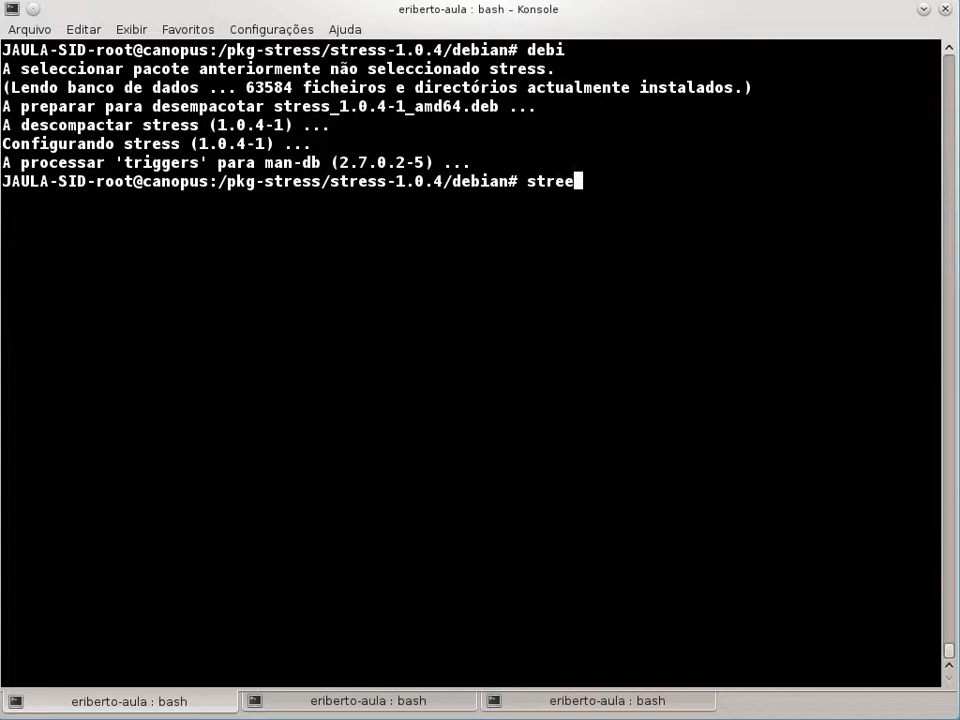 eriberto-aula : bash – Konsole
Arquivo Editar Exibir Favoritos Configurações Ajuda
JAULA-SID-root@canopus:/pkg-stress/stress-1.0.4/debian# debi
A seleccionar pacote anteriormente não seleccionado stress.
(Lendo banco de dados ... 63584 ficheiros e directórios actualmente instalados.)
A preparar para desempacotar stress_1.0.4-1_amd64.deb ...
A descompactar stress (1.0.4-1) ...
Configurando stress (1.0.4-1) ...
A processar 'triggers' para man-db (2.7.0.2-5) ...
JAULA-SID-root@canopus:/pkg-stress/stress-1.0.4/debian# stree
eriberto-aula : bash eriberto-aula : bash eriberto-aula : bash